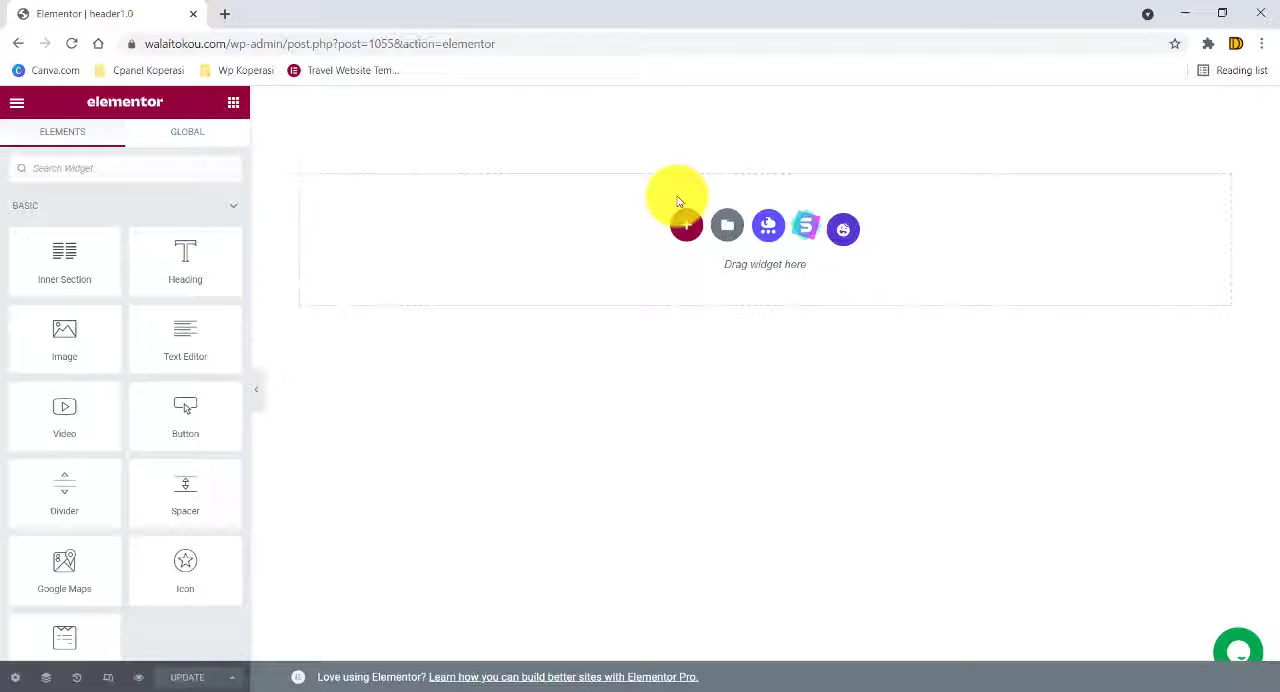 Elementor | header1.0
walaitokou.com/wp-admin/post.php?post=1055&action=elementor
Canva.com Cpanel Koperasi Wp Koperasi Travel Website Tem... Reading list
elementor
ELEMENTS GLOBAL
Search Widget
BASIC
Inner Section Heading
Image Text Editor
Video Button
Divider Spacer
Google Maps Icon
Drag widget here
UPDATE
Love using Elementor? Learn how you can build better sites with Elementor Pro.